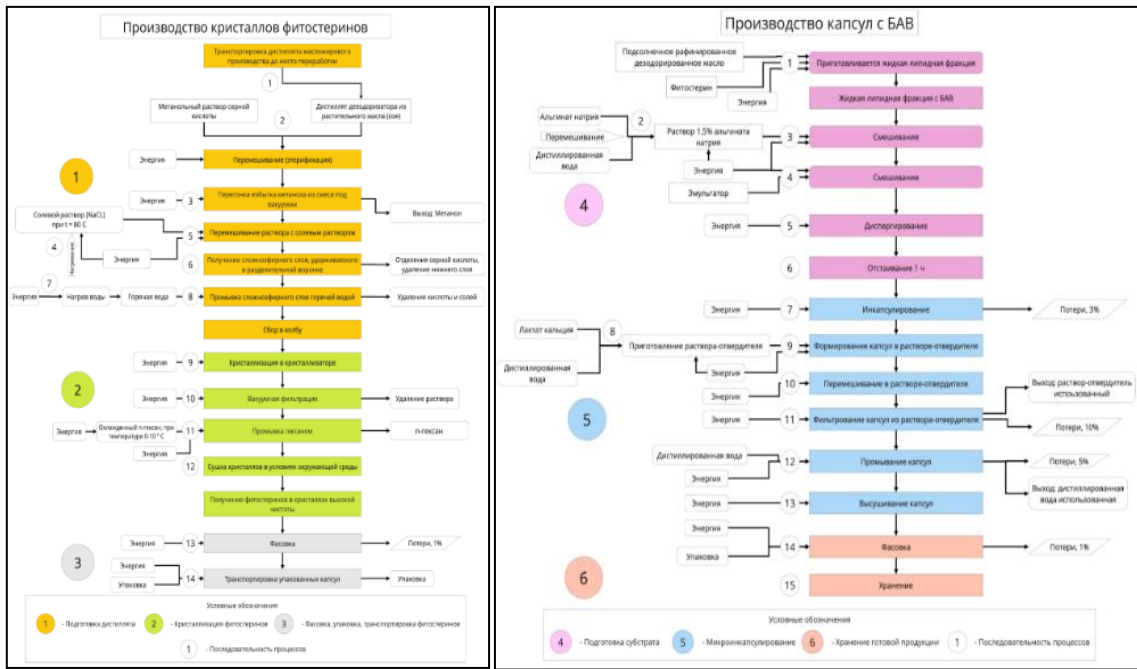 Производство кристаллов фитостеринов
Транспортировка дистиллята масложирового
производства до места переработки
1
Метанольный раствор серной
кислоты
2
Дистиллят дезодориватора из
растительного масла (соя)
Энергия
Перемешивание (этерификация)
1
Энергия
3
Перегонка избытка метанола из смеси под
вакуумом
Выход: Метанол
Солевой раствор (NaCL)
при t = 80 C
4
Нагревание
Энергия
5
Перемешивание раствора с солевым раствором
6
Получение сложноэфирного слоя, удерживаемого
в разделительной воронке
Отделения серной кислоты,
удаление нижнего слоя
7
Энергия
Нагрев воды
Горячая вода
8
Промывка сложноэфирного слоя горячей водой
Удаление кислоты и солей
Сбор в колбу
Энергия
9
Кристаллизация в кристаллизаторе
2
Энергия
10
Вакуумная фильтрация
Удаление раствора
Энергия
Охлажденный n-гексан, при
температуре 0-10 ° C
11
Промывка гексаном
n-гексан
Энергия
12
Сушка кристаллов в условиях окружающей среды
Получение фитостеринов в кристаллах высокой
чистоты
Энергия
13
Фасовка
Потери, 1%
3
Энергия
Упаковка
14
Транспортировка упакованных капсул
Упаковка
Условные обозначения
1 - Подготовка дистиллята
2 - Кристаллизация фитостеринов
3 - Фасовка, упаковка, транспортировка фитостеринов
1 - Последовательность процессов
Производство капсул с БАВ
Подсолнечное рафинированное
дезодорированное масло
Фитостерин
Энергия
1
Приготавливается жидкая липидная фракция
Жидкая липидная фракция с БАВ
Альгинат натрия
Перемешивание
Дистиллированная
вода
2
Раствор 1,5% альгината
натрия
3
Смешивание
Энергия
Эмульгатор
4
Смешивание
4
Энергия
5
Диспергирование
6
Отстаивание 1 ч
Энергия
7
Инкапсулирование
Потери, 3%
Лактат кальция
Дистиллированная
вода
8
Приготовление раствора-отвердителя
9
Формирование капсул в растворе-отвердителе
Энергия
Энергия
10
Перемешивание в растворе-отвердителе
Выход: раствор-отвердитель
использованный
5
Энергия
11
Фильтрование капсул из раствора-отвердителя
Потери, 10%
Дистиллированная вода
Энергия
12
Промывание капсул
Потери, 5%
Выход: дистиллированная
вода использованная
Энергия
13
Высушивание капсул
Энергия
Упаковка
14
Фасовка
Потери, 1%
6
15
Хранение
Условные обозначения
4 - Подготовка субстрата
5 - Микроинкапсулирование
6 - Хранение готовой продукции
1 - Последовательность процессов